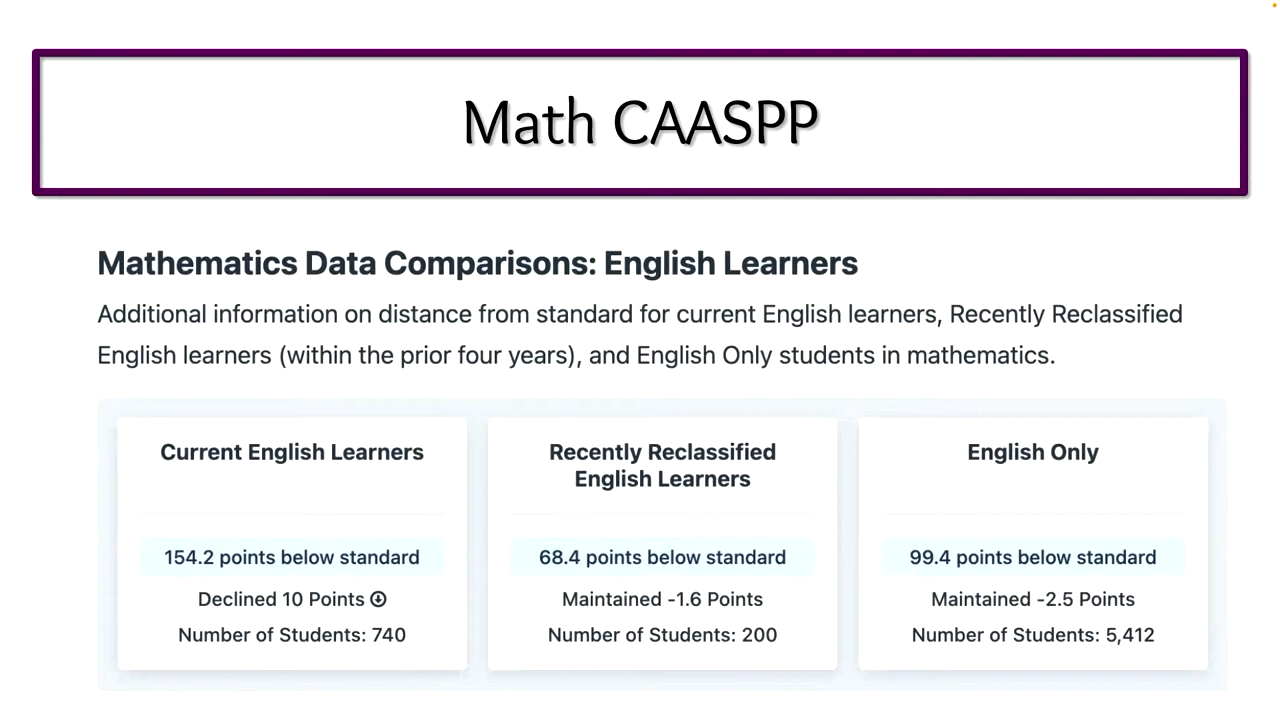 Math CAASPP
Mathematics Data Comparisons: English Learners
Additional information on distance from standard for current English learners, Recently Reclassified
English learners (within the prior four years), and English Only students in mathematics.
Current English Learners
154.2 points below standard
Declined 10 Points
Number of Students: 740
Recently Reclassified
English Learners
68.4 points below standard
Maintained -1.6 Points
Number of Students: 200
English Only
99.4 points below standard
Maintained -2.5 Points
Number of Students: 5,412